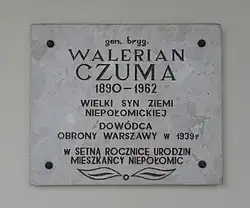 gen. bryg.
WALERIAN
CZUMA
1890-1962
WIELKI SYN ZIEMI
NIEPOŁOMICKIEJ
DOWÓDCA
OBRONY WARSZAWY w 1939r
w SETNĄ ROCZNICĘ URODZIN
MIESZKAŃCY NIEPOŁOMIC